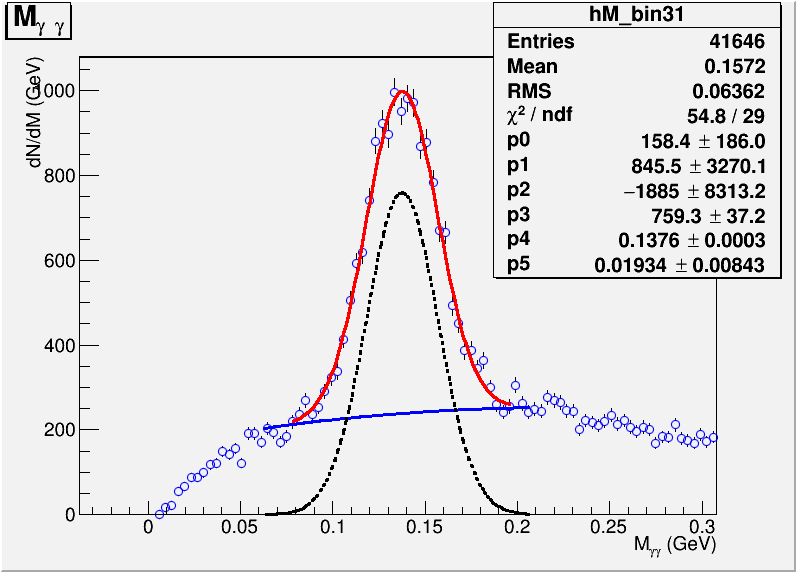 Mγ γ
hM_bin31
Entries 41646
Mean 0.1572
RMS 0.06362
χ² / ndf 54.8 / 29
p0 158.4 ± 186.0
p1 845.5 ± 3270.1
p2 −1885 ± 8313.2
p3 759.3 ± 37.2
p4 0.1376 ± 0.0003
p5 0.01934 ± 0.00843
dN/dM (GeV)
1000
800
600
400
200
0
0 0.05 0.1 0.15 0.2 0.25 0.3
Mγγ (GeV)